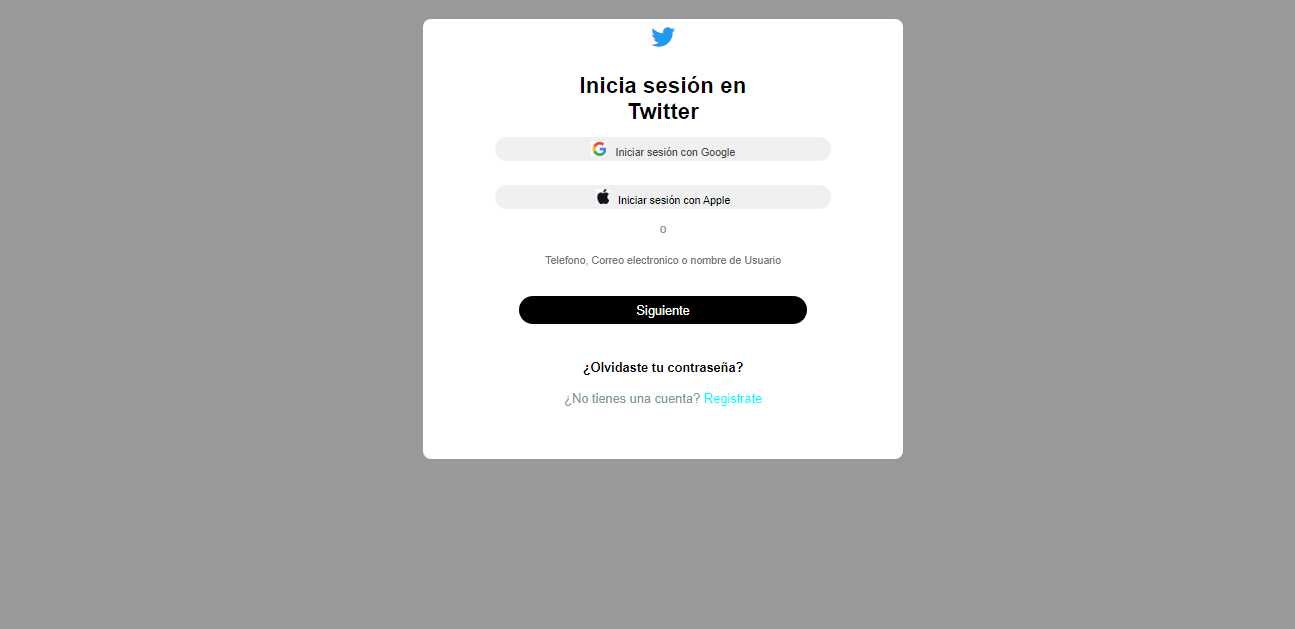 Inicia sesión en
Twitter
Iniciar sesión con Google
Iniciar sesión con Apple
o
Telefono, Correo electronico o nombre de Usuario
Siguiente
¿Olvidaste tu contraseña?
¿No tienes una cuenta? Registrate